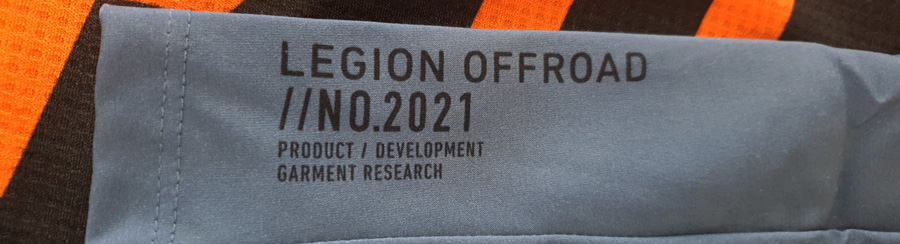 LEGION OFFROAD
//NO.2021
PRODUCT / DEVELOPMENT
GARMENT RESEARCH